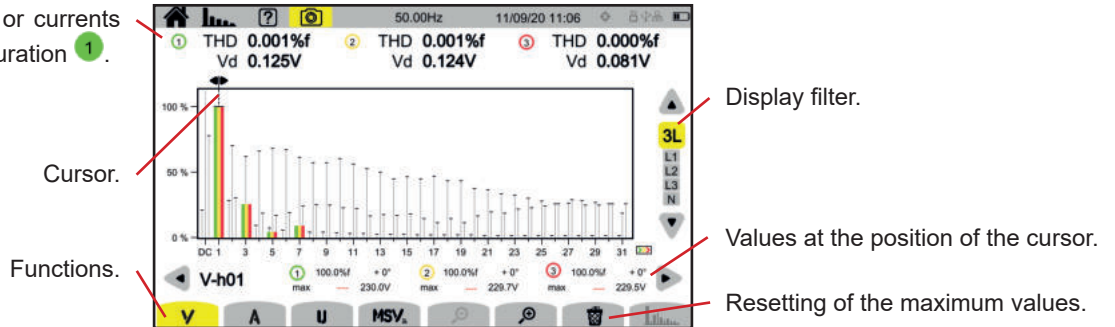 or currents
uration 1.
50.00Hz 11/09/20 11:06
1 THD 0.001%f 2 THD 0.001%f 3 THD 0.000%f
Vd 0.125V Vd 0.124V Vd 0.081V
100 %
50 %
0 %
DC 1 3 5 7 9 11 13 15 17 19 21 23 25 27 29 31
3L
L1
L2
L3
N
Display filter.
Cursor.
Values at the position of the cursor.
Functions.
V-h01 1 100.0%f + 0° 2 100.0%f + 0° 3 100.0%f + 0°
max 230.0V max 229.7V max 229.5V
Resetting of the maximum values.
V A U MSV